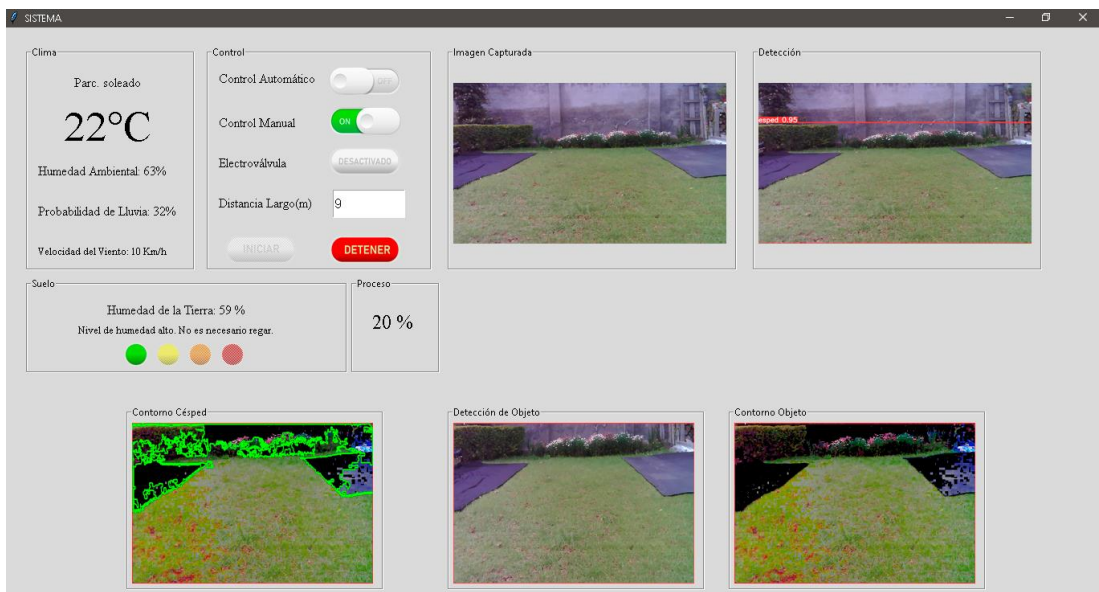 SISTEMA
Clima
Parc. soleado
22°C
Humedad Ambiental: 63%
Probabilidad de Lluvia: 32%
Velocidad del Viento: 10 Km/h
Control
Control Automático
OFF
Control Manual
ON
Electroválvula
DESACTIVADO
Distancia Largo(m)
9
INICIAR
DETENER
Imagen Capturada
Detección
esped 0.95
Suelo
Humedad de la Tierra: 59 %
Nivel de humedad alto. No es necesario regar.
Proceso
20 %
Contorno Césped
Detección de Objeto
Contorno Objeto